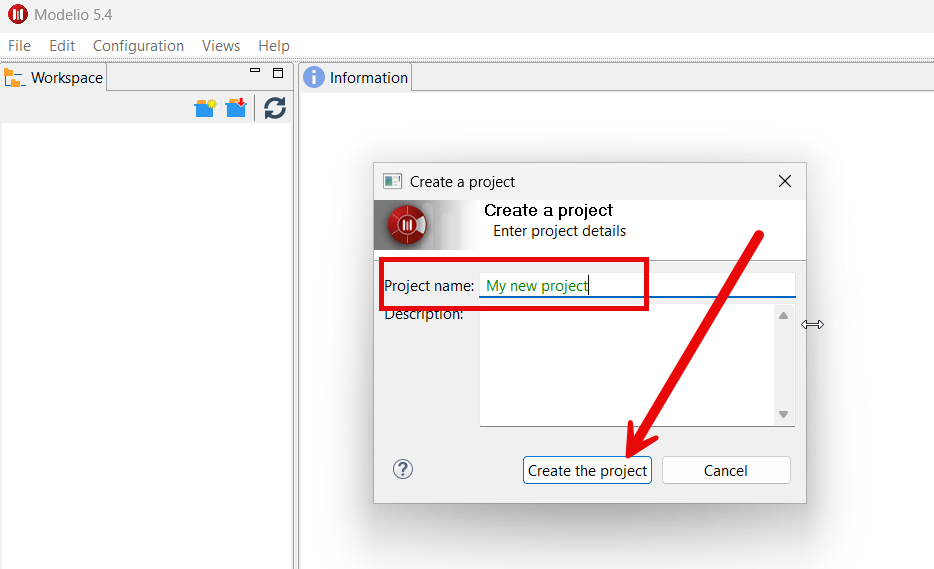 Modelio 5.4
File Edit Configuration Views Help
Workspace Information
Create a project
Create a project
Enter project details
Project name: My new project
Description:
Create the project Cancel